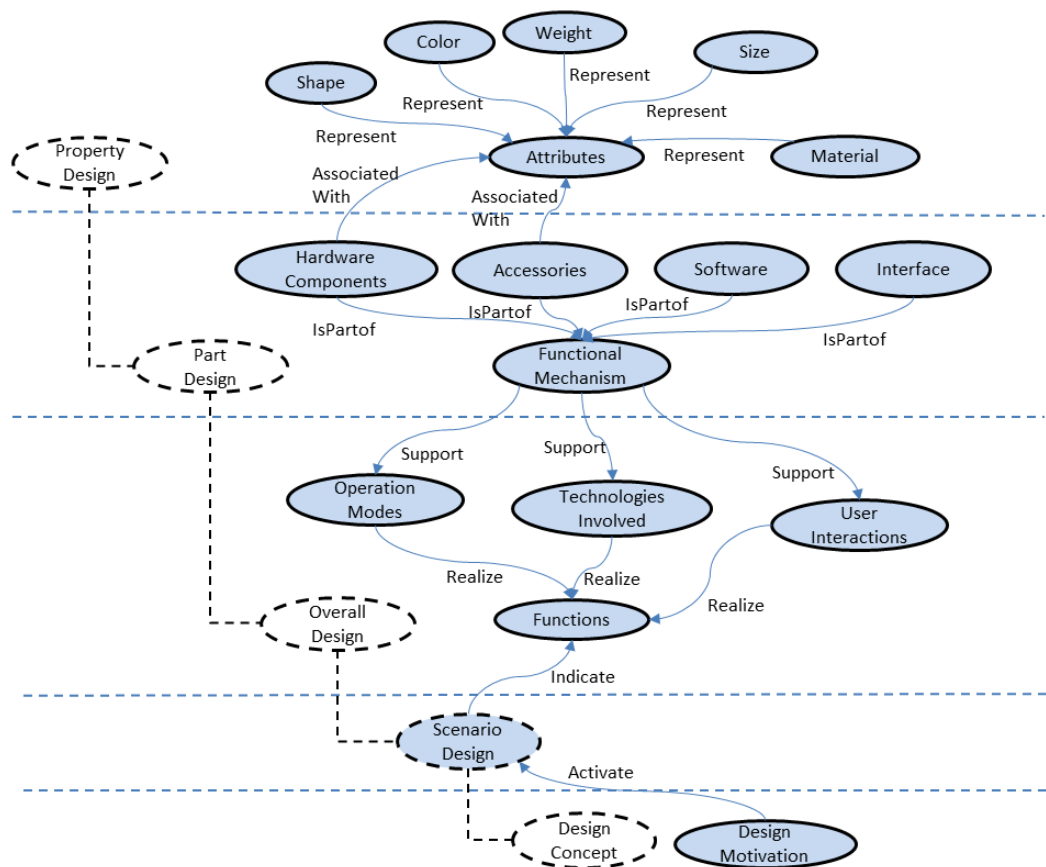 Weight
Color
Size
Represent
Shape
Represent
Represent
Represent
Property
Design
Attributes
Represent
Material
Associated
With
Associated
With
Hardware
Components
Accessories
Software
Interface
IsPartof
IsPartof
IsPartof
IsPartof
Part
Design
Functional
Mechanism
Support
Support
Support
Operation
Modes
Technologies
Involved
User
Interactions
Realize
Realize
Realize
Overall
Design
Functions
Indicate
Scenario
Design
Activate
Design
Concept
Design
Motivation